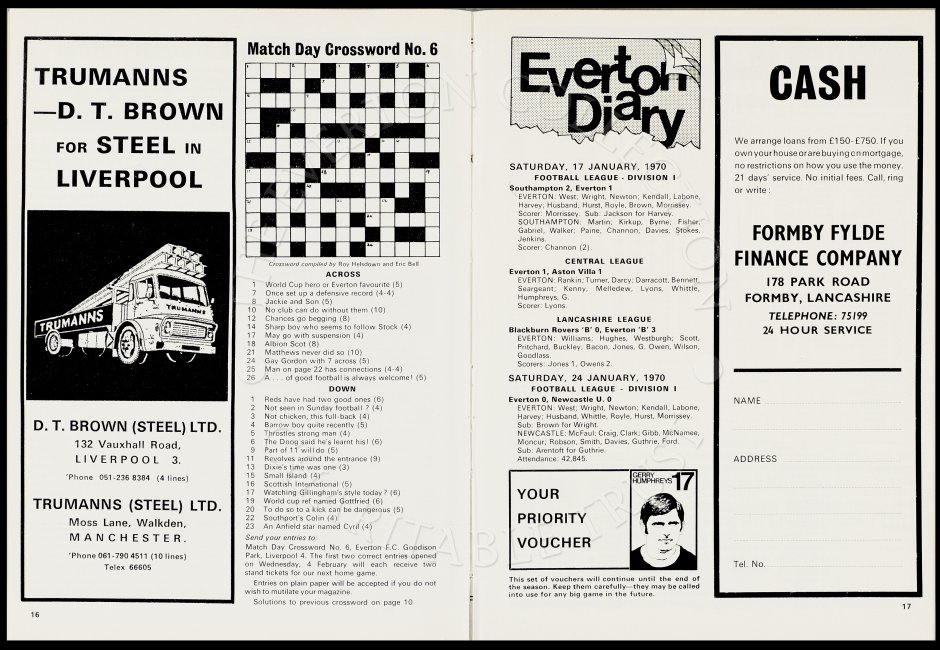 TRUMANNS
—D. T. BROWN
FOR STEEL IN
LIVERPOOL
TRUMANNS
TRUMANNS
D. T. BROWN (STEEL) LTD.
132 Vauxhall Road,
LIVERPOOL 3.
'Phone 051-236 8384 (4 lines)
TRUMANNS (STEEL) LTD.
Moss Lane, Walkden,
MANCHESTER.
'Phone 061-790 4511 (10 lines)
Telex 66605
16
Match Day Crossword No. 6
Crossword compiled by Roy Helsdown and Eric Bell
ACROSS
1 World Cup hero or Everton favourite (5)
7 Once set up a defensive record (4-4)
8 Jackie and Son (5)
10 No club can do without them (10)
12 Chances go begging (8)
14 Sharp boy who seems to follow Stock (4)
17 May go with suspension (4)
18 Albion Scot (8)
21 Matthews never did so (10)
24 Gay Gordon with 7 across (5)
25 Man on page 22 has connections (4-4)
26 A . . . of good football is always welcome! (5)
DOWN
1 Reds have had two good ones (6)
2 Not seen in Sunday football ? (4)
3 Not chicken, this full-back (4)
4 Barrow boy quite recently (5)
5 Throstles strong man (4)
6 The Doog said he's learnt his! (6)
9 Part of 11 will do (5)
11 Revolves around the entrance (9)
13 Dixie's time was one (3)
15 Small Island (4)
16 Scottish International (5)
17 Watching Gillingham's style today ? (6)
19 World cup ref named Gottfried (6)
20 To do so to a kick can be dangerous (5)
22 Southport's Colin (4)
23 An Anfield star named Cyril (4)
Send your entries to:
Match Day Crossword No. 6, Everton F.C. Goodison
Park, Liverpool 4. The first two correct entries opened
on Wednesday, 4 February will each receive two
stand tickets for our next home game.
Entries on plain paper will be accepted if you do not
wish to mutilate your magazine.
Solutions to previous crossword on page 10
Everton
Diary
SATURDAY, 17 JANUARY, 1970
FOOTBALL LEAGUE - DIVISION I
Southampton 2, Everton 1
EVERTON: West; Wright, Newton; Kendall, Labone,
Harvey; Husband, Hurst, Royle, Brown, Morrissey.
Scorer: Morrissey. Sub: Jackson for Harvey.
SOUTHAMPTON: Martin; Kirkup, Byrne; Fisher,
Gabriel, Walker; Paine, Channon, Davies, Stokes,
Jenkins.
Scorer: Channon (2).
CENTRAL LEAGUE
Everton 1, Aston Villa 1
EVERTON: Rankin; Turner, Darcy; Darracott, Bennett,
Seargeant; Kenny, Melledew, Lyons, Whittle,
Humphreys, G.
Scorer: Lyons.
LANCASHIRE LEAGUE
Blackburn Rovers 'B' 0, Everton 'B' 3
EVERTON: Williams; Hughes, Westburgh; Scott,
Pritchard, Buckley; Bacon, Jones, G. Owen, Wilson,
Goodlass.
Scorers: Jones 1, Owens 2.
SATURDAY, 24 JANUARY, 1970
FOOTBALL LEAGUE - DIVISION I
Everton 0, Newcastle U. 0
EVERTON: West; Wright, Newton; Kendall, Labone,
Harvey; Husband, Whittle, Royle, Hurst, Morrissey.
Sub: Brown for Wright.
NEWCASTLE: McFaul; Craig, Clark; Gibb, McNamee,
Moncur; Robson, Smith, Davies, Guthrie, Ford.
Sub: Arentoft for Guthrie.
Attendance: 42,845.
YOUR
PRIORITY
VOUCHER
GERRY
HUMPHREYS 17
This set of vouchers will continue until the end of
the season. Keep them carefully—they may be called
into use for any big game in the future.
CASH
We arrange loans from £150-£750. If you
own your house or are buying on mortgage,
no restrictions on how you use the money.
21 days' service. No initial fees. Call, ring
or write :
FORMBY FYLDE
FINANCE COMPANY
178 PARK ROAD
FORMBY, LANCASHIRE
TELEPHONE: 75199
24 HOUR SERVICE
NAME
ADDRESS
Tel. No.
17